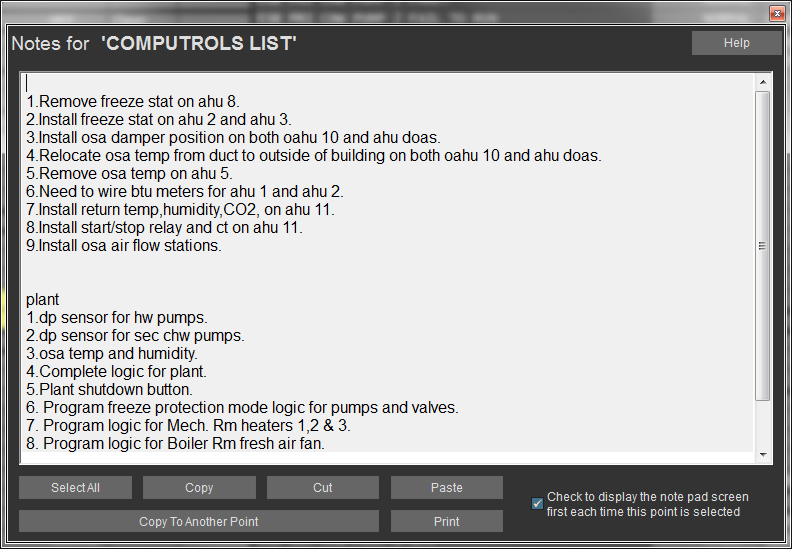 Notes for 'COMPUTROLS LIST'
Help
1.Remove freeze stat on ahu 8.
2.Install freeze stat on ahu 2 and ahu 3.
3.Install osa damper position on both oahu 10 and ahu doas.
4.Relocate osa temp from duct to outside of building on both oahu 10 and ahu doas.
5.Remove osa temp on ahu 5.
6.Need to wire btu meters for ahu 1 and ahu 2.
7.Install return temp,humidity,CO2, on ahu 11.
8.Install start/stop relay and ct on ahu 11.
9.Install osa air flow stations.
plant
1.dp sensor for hw pumps.
2.dp sensor for sec chw pumps.
3.osa temp and humidity.
4.Complete logic for plant.
5.Plant shutdown button.
6. Program freeze protection mode logic for pumps and valves.
7. Program logic for Mech. Rm heaters 1,2 & 3.
8. Program logic for Boiler Rm fresh air fan.
Select All
Copy
Cut
Paste
Copy To Another Point
Print
Check to display the note pad screen
first each time this point is selected